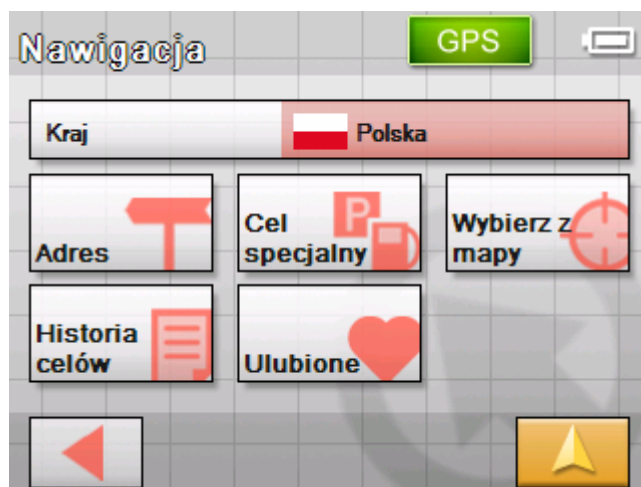 Nawigacja
GPS
Kraj
Polska
Adres
Cel
specjalny
P
Wybierz z
mapy
Historia
celów
Ulubione